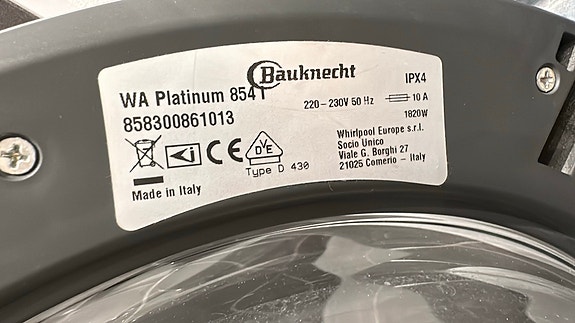 Bauknecht
WA Platinum 854 I
858300861013
IPX4
220-230V 50 Hz
10 A
1820W
Whirlpool Europe s.r.l.
Socio Unico
Viale G. Borghi 27
21025 Comerio - Italy
CE
VDE
Type D 430
Made in Italy